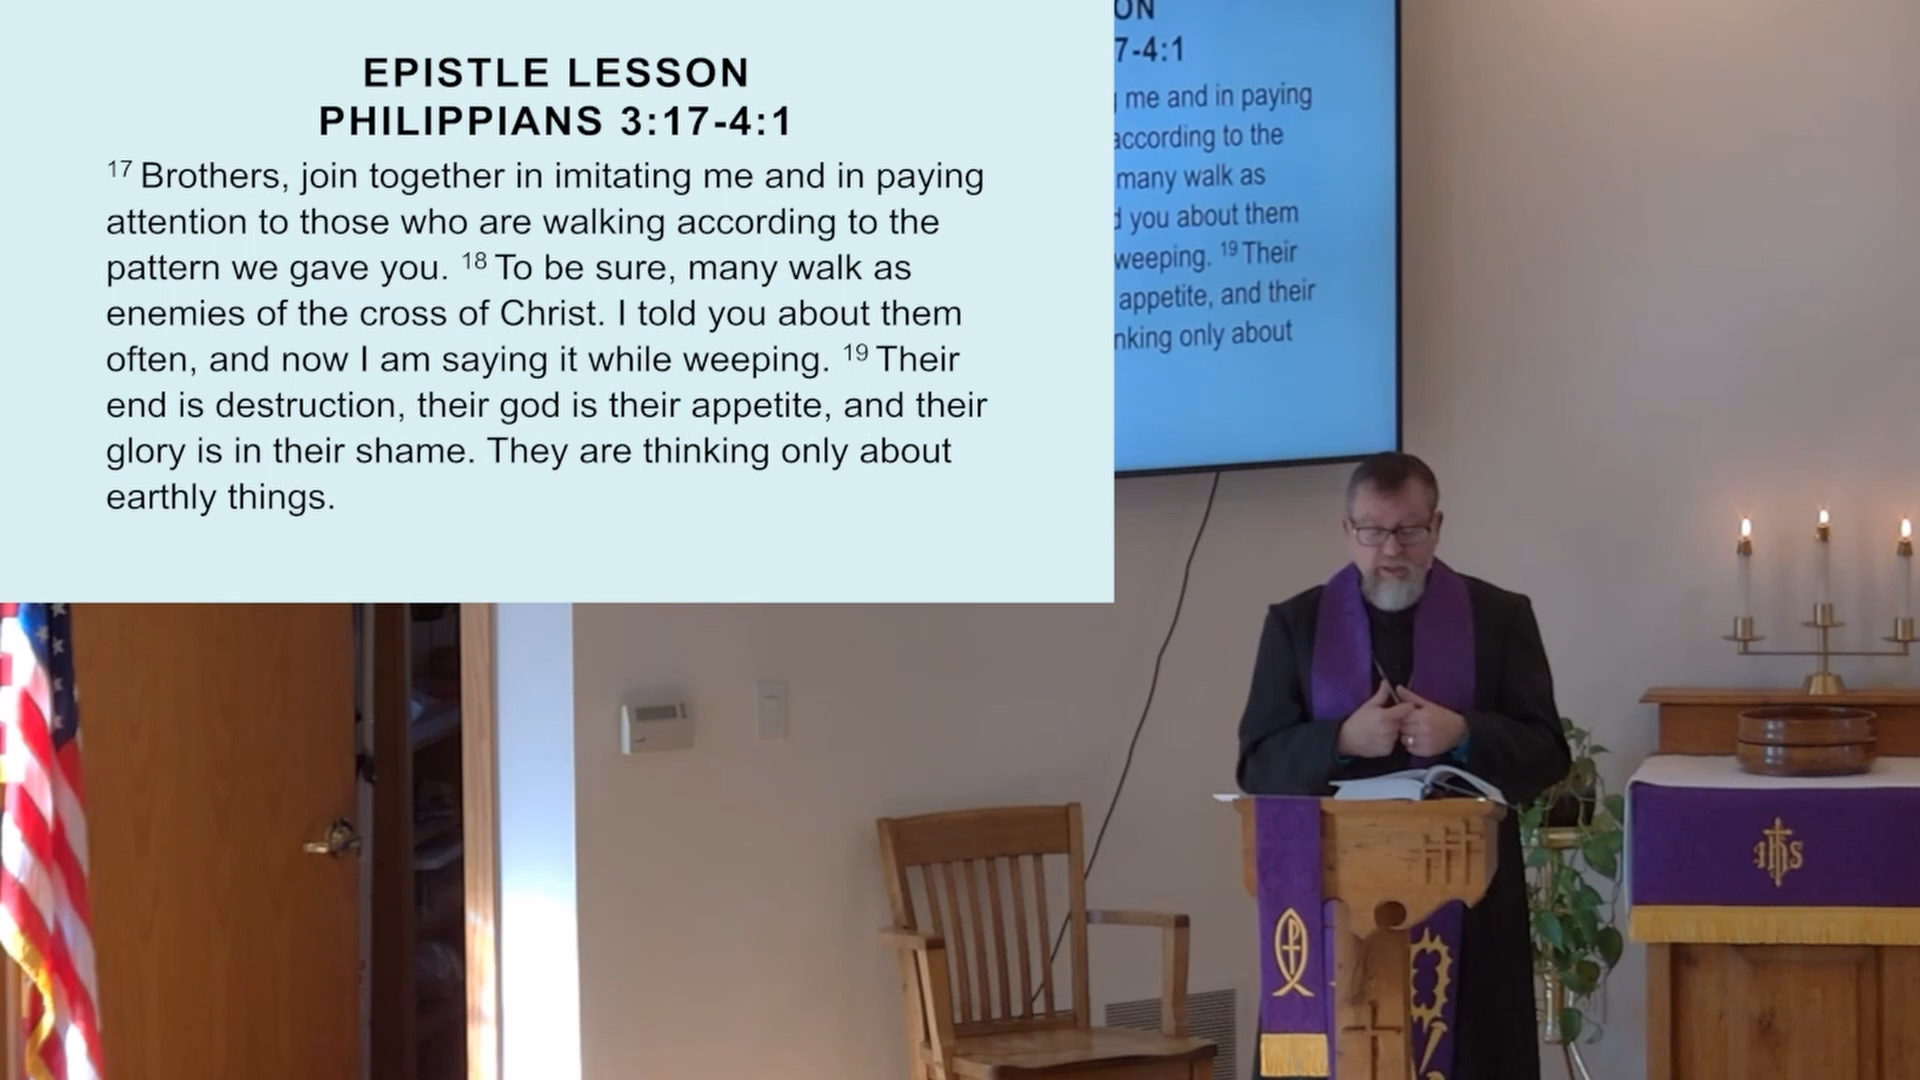 EPISTLE LESSON
PHILIPPIANS 3:17-4:1
17 Brothers, join together in imitating me and in paying
attention to those who are walking according to the
pattern we gave you. 18 To be sure, many walk as
enemies of the cross of Christ. I told you about them
often, and now I am saying it while weeping. 19 Their
end is destruction, their god is their appetite, and their
glory is in their shame. They are thinking only about
earthly things.
ON
7-4:1
me and in paying
according to the
many walk as
you about them
weeping. 19 Their
appetite, and their
nking only about
IHS